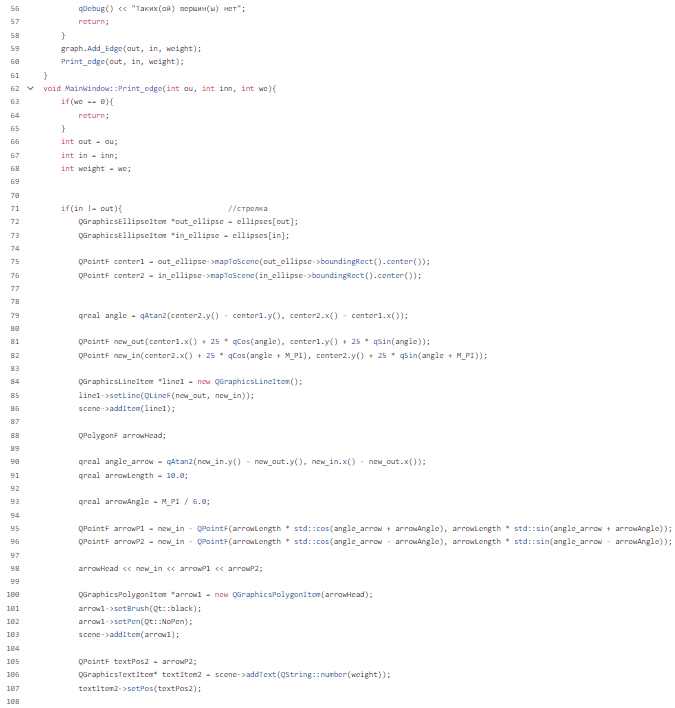 56 qDebug() << "Таких(ой) вершин(ы) нет";
57 return;
58 }
59 graph.Add_Edge(out, in, weight);
60 Print_edge(out, in, weight);
61 }
62 void MainWindow::Print_edge(int ou, int inn, int we){
63 if(we == 0){
64 return;
65 }
66 int out = ou;
67 int in = inn;
68 int weight = we;
69
70
71 if(in != out){ //стрелка
72 QGraphicsEllipseItem *out_ellipse = ellipses[out];
73 QGraphicsEllipseItem *in_ellipse = ellipses[in];
74
75 QPointF center1 = out_ellipse->mapToScene(out_ellipse->boundingRect().center());
76 QPointF center2 = in_ellipse->mapToScene(in_ellipse->boundingRect().center());
77
78
79 qreal angle = qAtan2(center2.y() - center1.y(), center2.x() - center1.x());
80
81 QPointF new_out(center1.x() + 25 * qCos(angle), center1.y() + 25 * qSin(angle));
82 QPointF new_in(center2.x() + 25 * qCos(angle + M_PI), center2.y() + 25 * qSin(angle + M_PI));
83
84 QGraphicsLineItem *line1 = new QGraphicsLineItem();
85 line1->setLine(QLineF(new_out, new_in));
86 scene->addItem(line1);
87
88 QPolygonF arrowHead;
89
90 qreal angle_arrow = qAtan2(new_in.y() - new_out.y(), new_in.x() - new_out.x());
91 qreal arrowLength = 10.0;
92
93 qreal arrowAngle = M_PI / 6.0;
94
95 QPointF arrowP1 = new_in - QPointF(arrowLength * std::cos(angle_arrow + arrowAngle), arrowLength * std::sin(angle_arrow + arrowAngle));
96 QPointF arrowP2 = new_in - QPointF(arrowLength * std::cos(angle_arrow - arrowAngle), arrowLength * std::sin(angle_arrow - arrowAngle));
97
98 arrowHead << new_in << arrowP1 << arrowP2;
99
100 QGraphicsPolygonItem *arrow1 = new QGraphicsPolygonItem(arrowHead);
101 arrow1->setBrush(Qt::black);
102 arrow1->setPen(Qt::NoPen);
103 scene->addItem(arrow1);
104
105 QPointF textPos2 = arrowP2;
106 QGraphicsTextItem* textItem2 = scene->addText(QString::number(weight));
107 textItem2->setPos(textPos2);
108